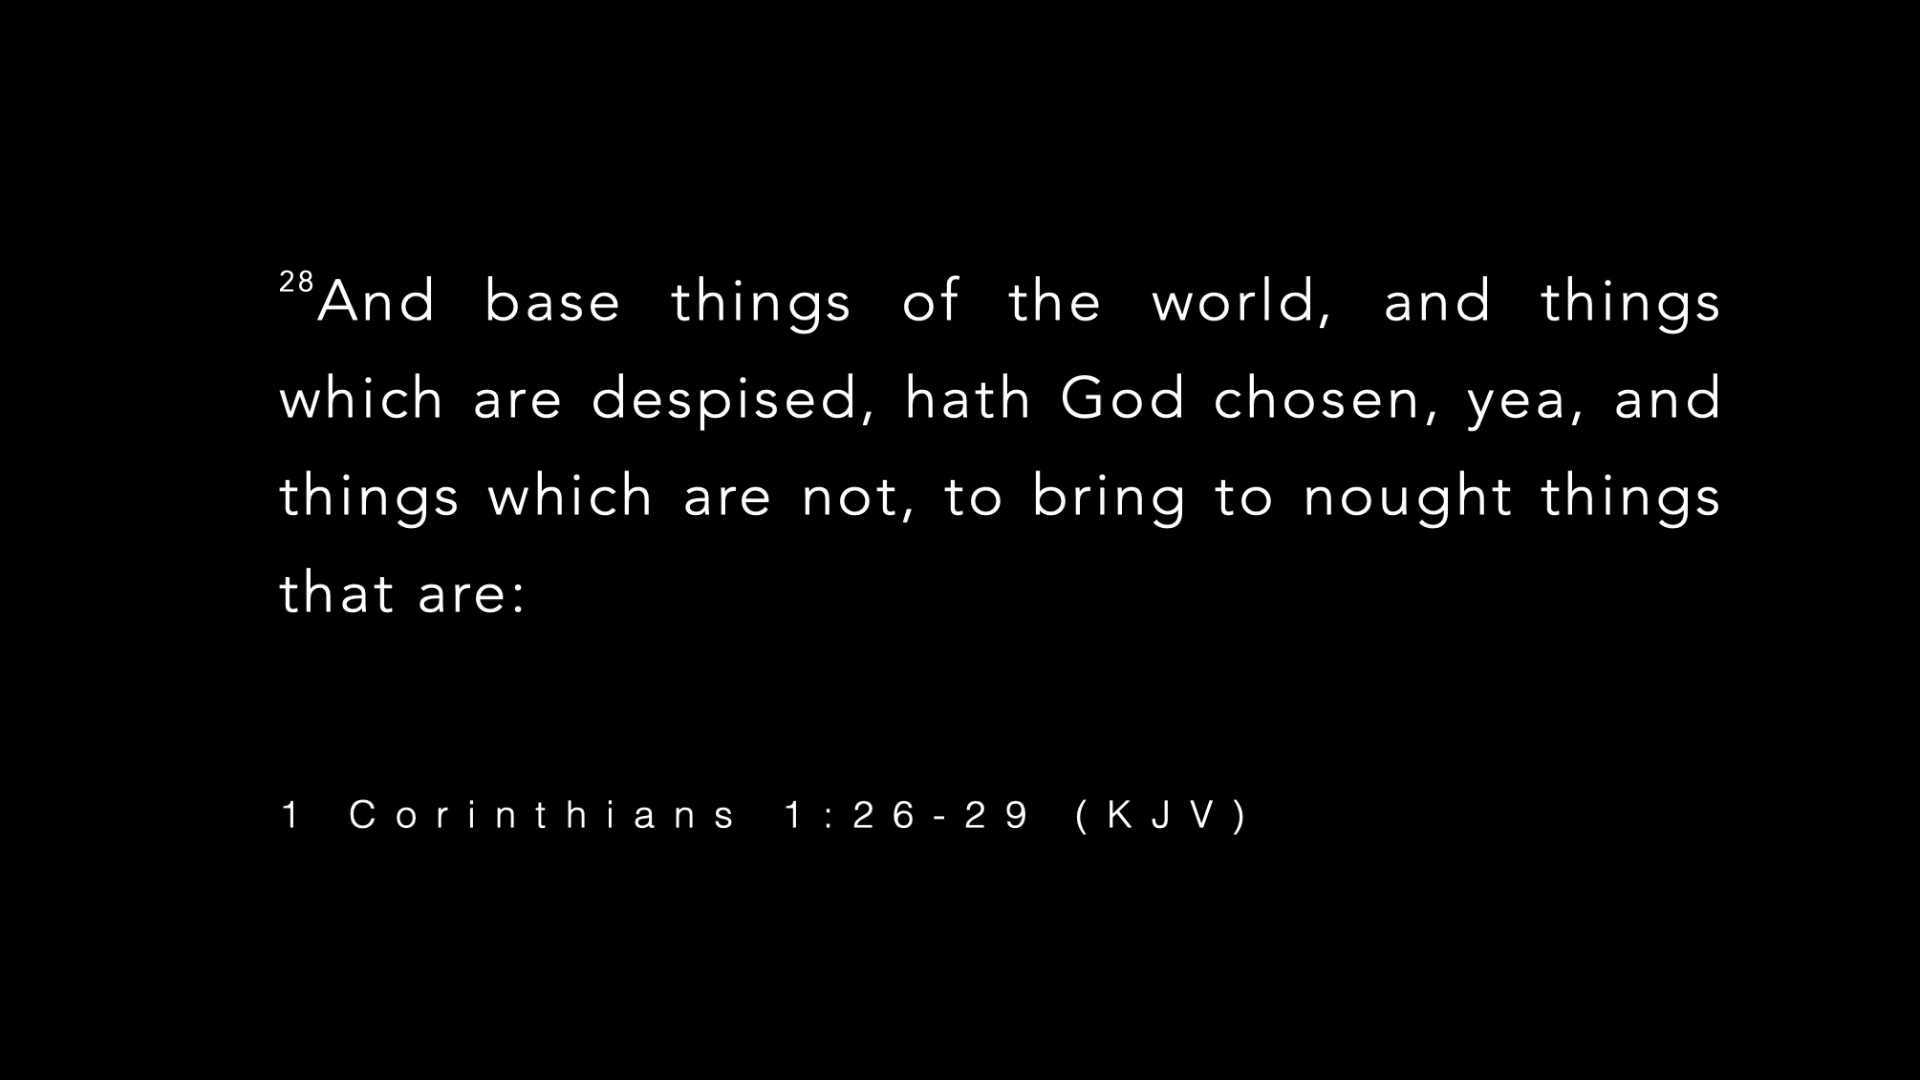 28And base things of the world, and things
which are despised, hath God chosen, yea, and
things which are not, to bring to nought things
that are:
1 Corinthians 1:26-29 (KJV)